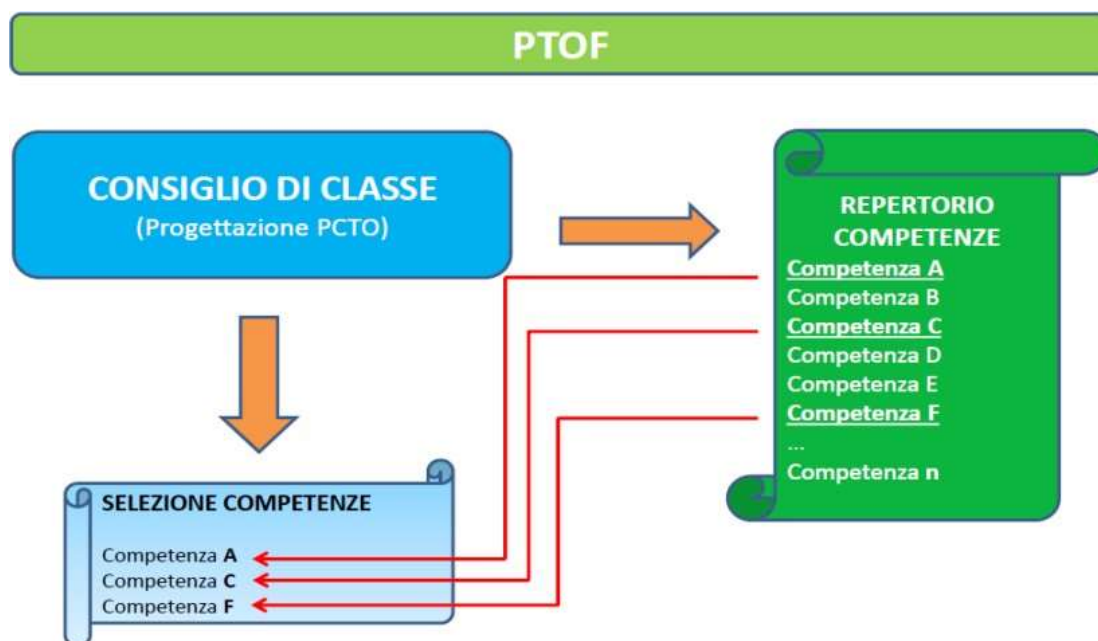 PTOF
CONSIGLIO DI CLASSE
(Progettazione PCTO)
REPERTORIO
COMPETENZE
Competenza A
Competenza B
Competenza C
Competenza D
Competenza E
Competenza F
...
Competenza n
SELEZIONE COMPETENZE
Competenza A
Competenza C
Competenza F